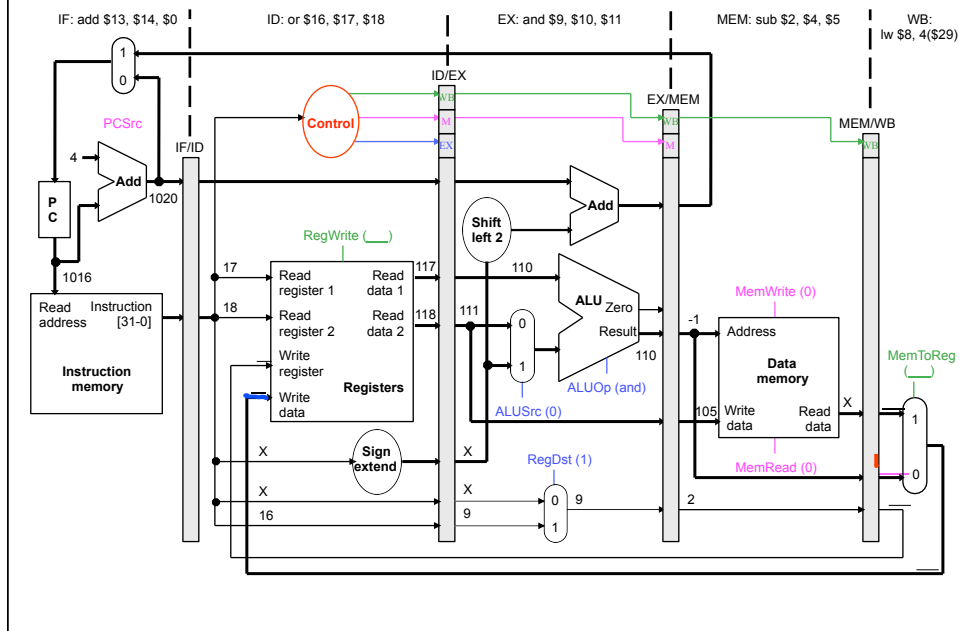 IF: add $13, $14, $0
ID: or $16, $17, $18
EX: and $9, $10, $11
MEM: sub $2, $4, $5
WB:
lw $8, 4($29)
1
0
ID/EX
EX/MEM
MEM/WB
WB
M
EX
WB
M
WB
Control
PCSrc
IF/ID
4
Add
1020
P
C
1016
Shift
left 2
Add
RegWrite (___)
17
18
Read
register 1
Read
register 2
Write
register
Write
data
Read
data 1
Read
data 2
Registers
117
118
110
111
0
1
ALU
Zero
Result
-1
110
ALUOp (and)
ALUSrc (0)
Read
address
Instruction
[31-0]
Instruction
memory
MemWrite (0)
Address
Data
memory
105
Write
data
Read
data
X
MemRead (0)
MemToReg
(___)
1
0
X
Sign
extend
X
RegDst (1)
X
X
0
1
9
2
16
9